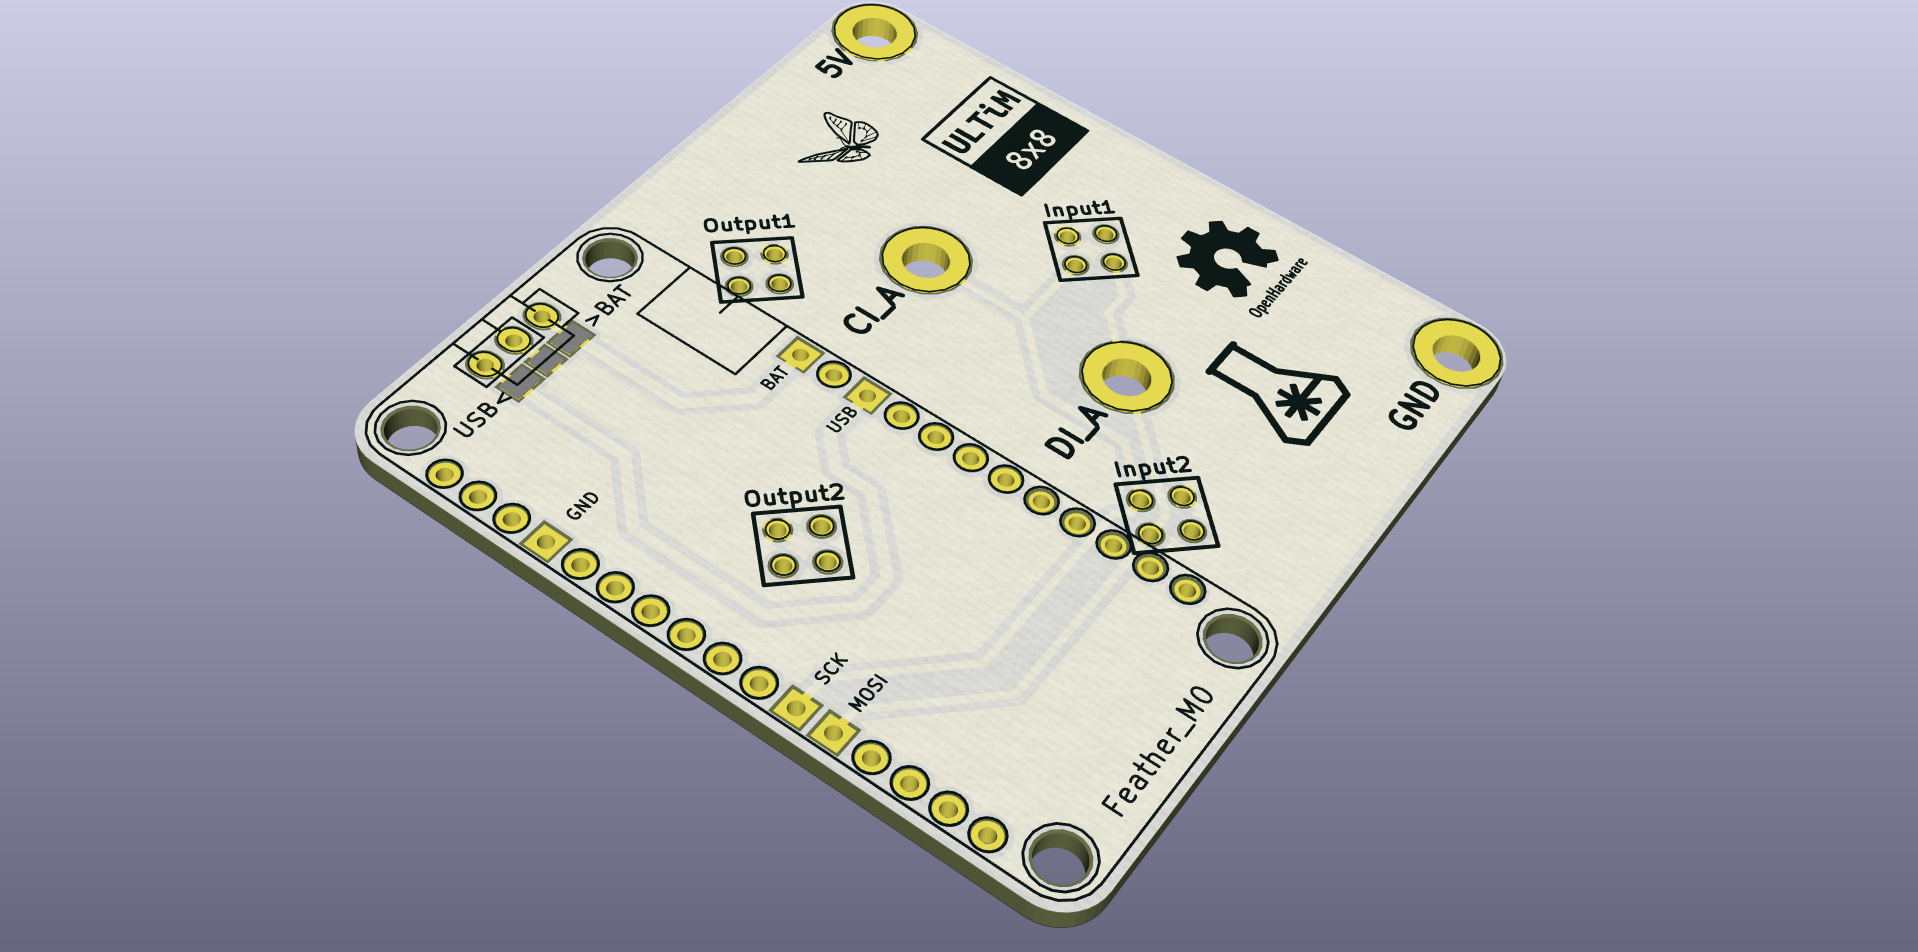 5V
ULTiM
8x8
Output1
Input1
OpenHardware
CI_A
>BAT
BAT
USB
USB<
DI_A
GND
Input2
Output2
GND
SCK
MOSI
Feather_M0